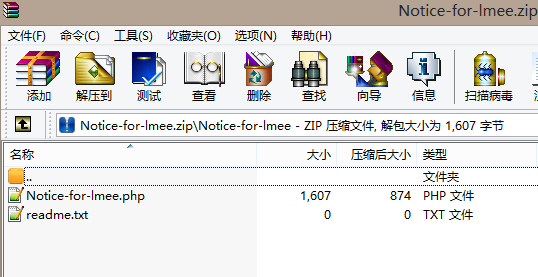 Notice-for-lmee.zip
文件(F) 命令(C) 工具(S) 收藏夹(O) 选项(N) 帮助(H)
添加 解压到 测试 查看 删除 查找 向导 信息 扫描病毒
Notice-for-lmee.zip\Notice-for-lmee - ZIP 压缩文件, 解包大小为 1,607 字节
名称 大小 压缩后大小 类型
.. 文件夹
Notice-for-lmee.php 1,607 874 PHP 文件
readme.txt 0 0 TXT 文件